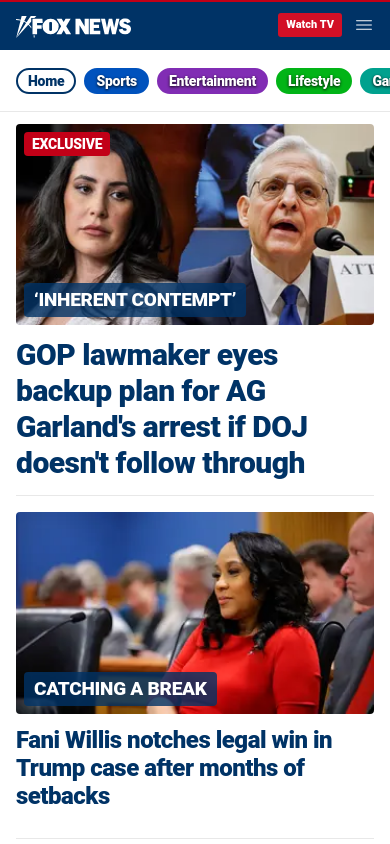 FOX NEWS
Watch TV
Home
Sports
Entertainment
Lifestyle
EXCLUSIVE
ATT
‘INHERENT CONTEMPT’
GOP lawmaker eyes
backup plan for AG
Garland's arrest if DOJ
doesn't follow through
CATCHING A BREAK
Fani Willis notches legal win in
Trump case after months of
setbacks